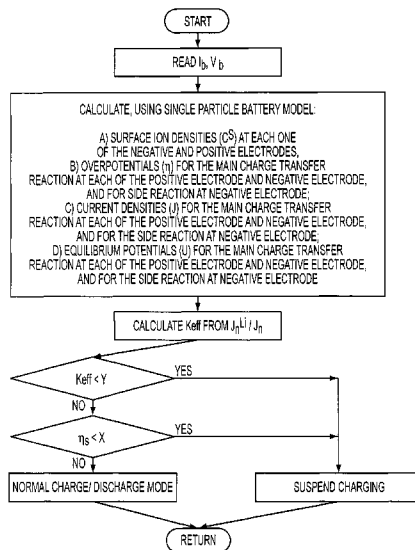 START
READ Ib, Vb
CALCULATE, USING SINGLE PARTICLE BATTERY MODEL:
A) SURFACE ION DENSITIES (C^S) AT EACH ONE
OF THE NEGATIVE AND POSITIVE ELECTRODES,
B) OVERPOTENTIALS (η) FOR THE MAIN CHARGE TRANSFER
REACTION AT EACH OF THE POSITIVE ELECTRODE AND NEGATIVE ELECTRODE,
AND FOR SIDE REACTION AT NEGATIVE ELECTRODE;
C) CURRENT DENSITIES (J) FOR THE MAIN CHARGE TRANSFER
REACTION AT EACH OF THE POSITIVE ELECTRODE AND NEGATIVE ELECTRODE,
AND FOR THE SIDE REACTION AT NEGATIVE ELECTRODE;
D) EQUILIBRIUM POTENTIALS (U) FOR THE MAIN CHARGE TRANSFER
REACTION AT EACH OF THE POSITIVE ELECTRODE AND NEGATIVE ELECTRODE,
AND FOR THE SIDE REACTION AT NEGATIVE ELECTRODE
CALCULATE Keff FROM Jn^Li / Jn
Keff < Y
YES
NO
ηs < X
YES
NO
NORMAL CHARGE/ DISCHARGE MODE
SUSPEND CHARGING
RETURN